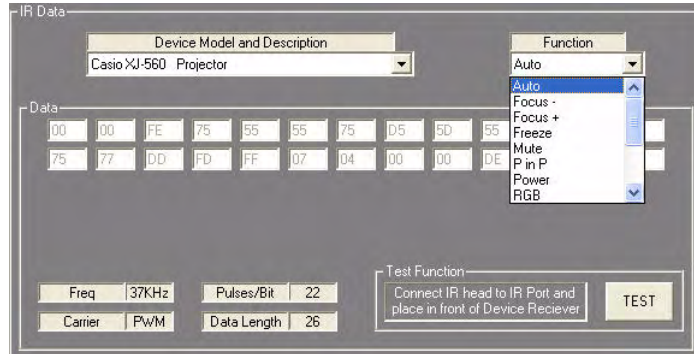 IR Data
Device Model and Description
Function
Casio XJ-560 Projector
Auto
Auto
Focus -
Focus +
Freeze
Mute
P in P
Power
RGB
Data
00 00 FE 75 55 55 75 D5 5D 55
75 77 DD FD FF 07 04 00 00 DE
Test Function
Connect IR head to IR Port and
place in front of Device Reciever
TEST
Freq 37KHz Pulses/Bit 22
Carrier PWM Data Length 26